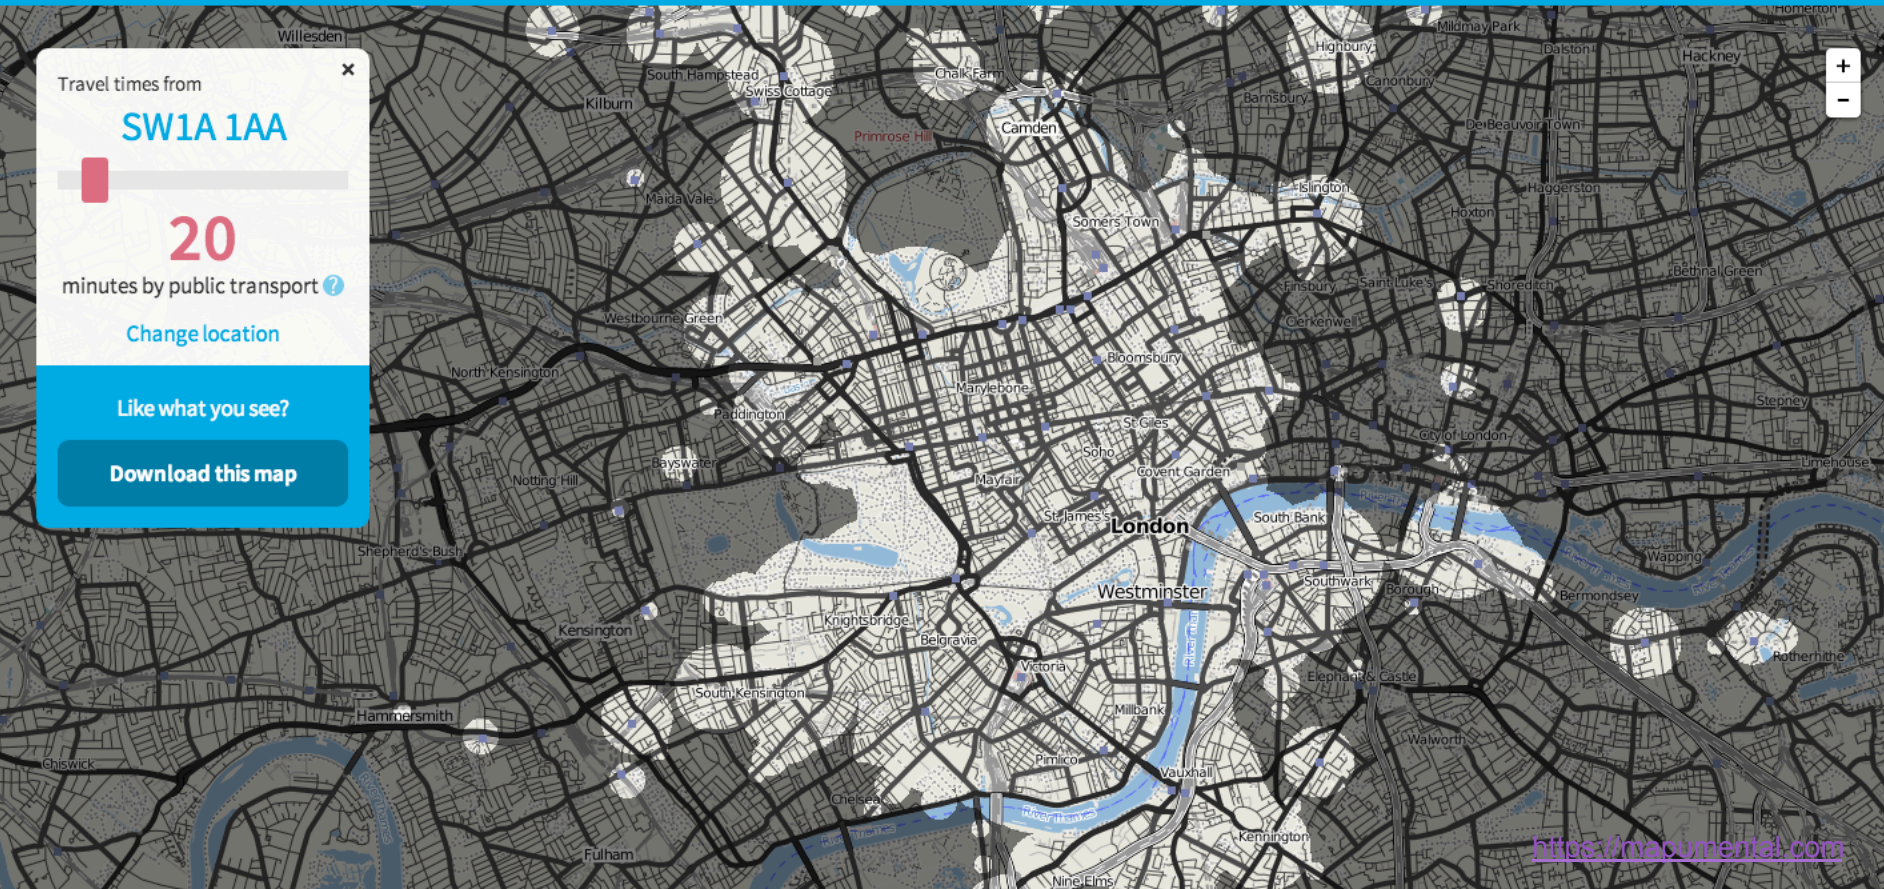 Travel times from
×
SW1A 1AA
20
minutes by public transport ?
Change location
Like what you see?
Download this map
+
-
Willesden
Kilburn
South Hampstead
Swiss Cottage
Chalk Farm
Highbury
Mildmay Park
Homerton
Dalston
Hackney
Canonbury
Barnsbury
Camden
Primrose Hill
De Beauvoir Town
Maida Vale
Somers Town
Islington
Haggerston
Hoxton
Westbourne Green
Finsbury
Saint Luke's
Shoreditch
Bethnal Green
Clerkenwell
North Kensington
Marylebone
Bloomsbury
Paddington
Stepney
St Giles
Soho
City of London
Bayswater
Notting Hill
Mayfair
Covent Garden
Limehouse
St. James's
London
South Bank
Shepherd's Bush
Wapping
Westminster
Southwark
Borough
Bermondsey
Knightsbridge
Kensington
Belgravia
Victoria
Rotherhithe
South Kensington
Elephant & Castle
Hammersmith
Millbank
Walworth
Chiswick
Pimlico
Vauxhall
Chelsea
River Thames
River Thames
Kennington
Fulham
Nine Elms
https://mapumental.com